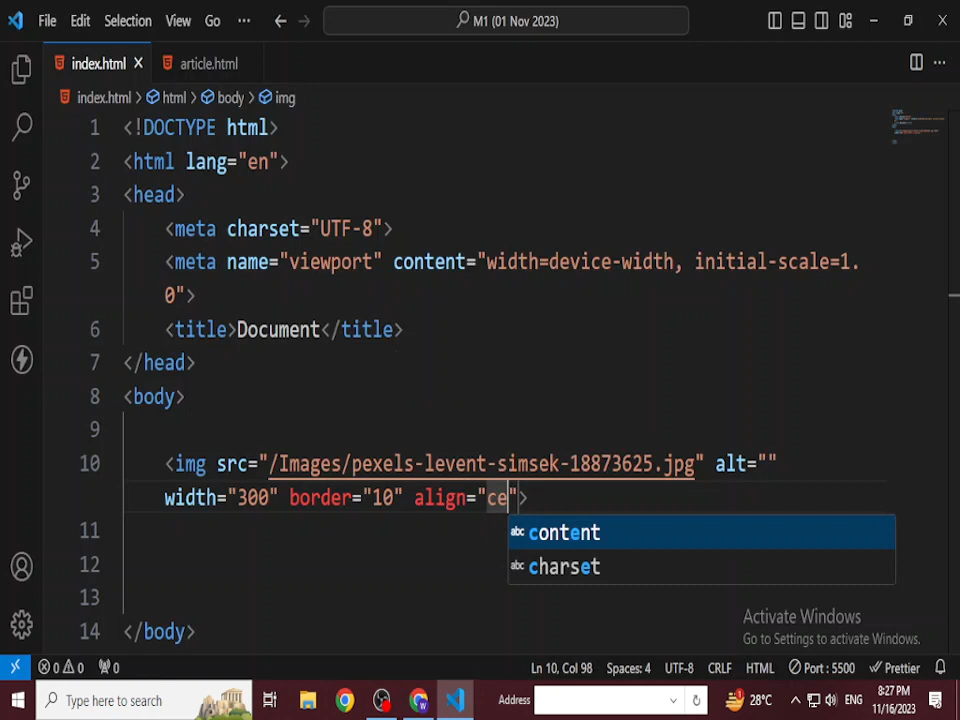 File Edit Selection View Go ··· M1 (01 Nov 2023)
index.html article.html
index.html > html > body > img
1 <!DOCTYPE html>
2 <html lang="en">
3 <head>
4 <meta charset="UTF-8">
5 <meta name="viewport" content="width=device-width, initial-scale=1.
0">
6 <title>Document</title>
7 </head>
8 <body>
9
10 <img src="/Images/pexels-levent-simsek-18873625.jpg" alt=""
width="300" border="10" align="ce">
abc content
11
abc charset
12
13
14 </body>
Activate Windows
Go to Settings to activate Windows.
0 0 0 Ln 10, Col 98 Spaces: 4 UTF-8 CRLF HTML Port : 5500 Prettier
Type here to search W Address 1 28°C ENG 8:27 PM
11/16/2023